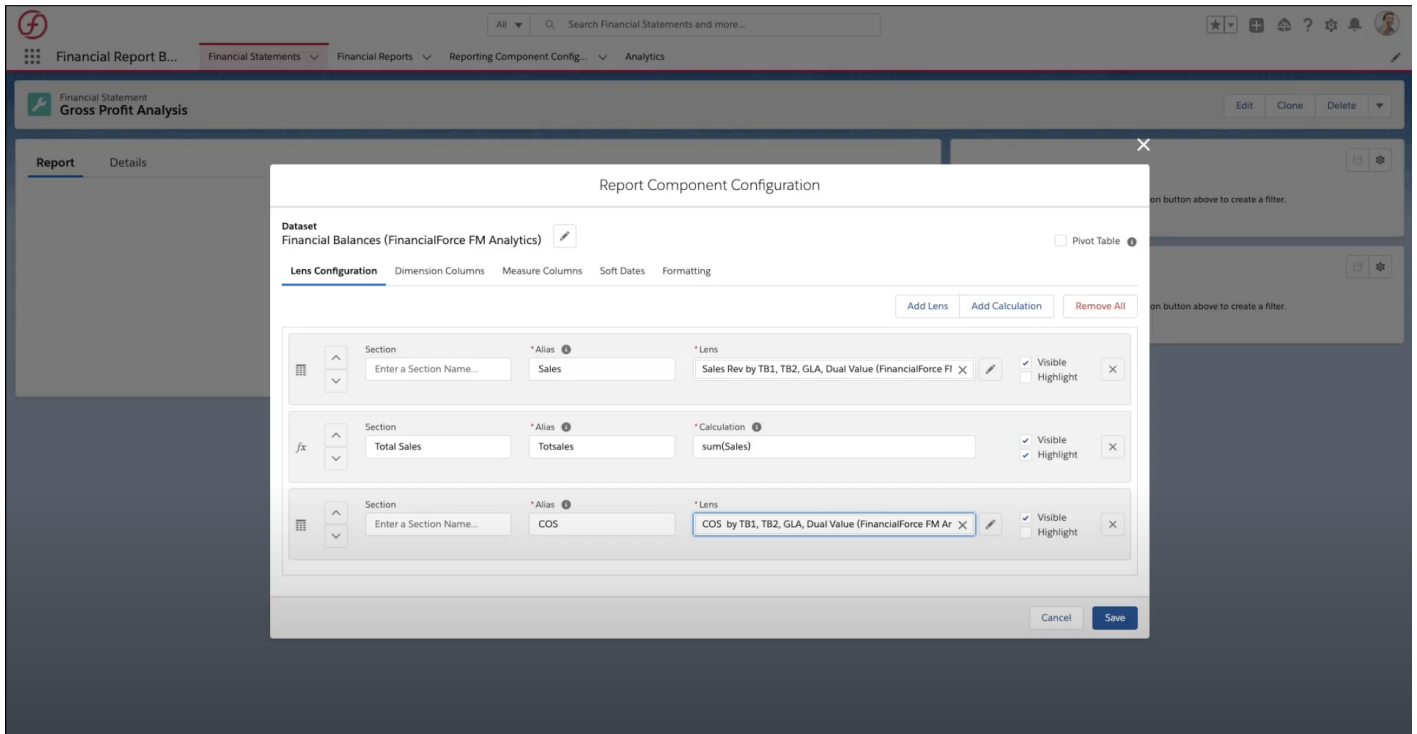 All
Search Financial Statements and more...
Financial Report B...
Financial Statements
Financial Reports
Reporting Component Config...
Analytics
Financial Statement
Gross Profit Analysis
Edit
Clone
Delete
Report
Details
on button above to create a filter.
on button above to create a filter.
Report Component Configuration
Dataset
Financial Balances (FinancialForce FM Analytics)
Pivot Table
Lens Configuration
Dimension Columns
Measure Columns
Soft Dates
Formatting
Add Lens
Add Calculation
Remove All
Section
* Alias
* Lens
Enter a Section Name...
Sales
Sales Rev by TB1, TB2, GLA, Dual Value (FinancialForce
Visible
Highlight
fx
Section
* Alias
* Calculation
Total Sales
Totsales
sum(Sales)
Visible
Highlight
Section
* Alias
* Lens
Enter a Section Name...
COS
COS by TB1, TB2, GLA, Dual Value (FinancialForce FM Ar
Visible
Highlight
Cancel
Save